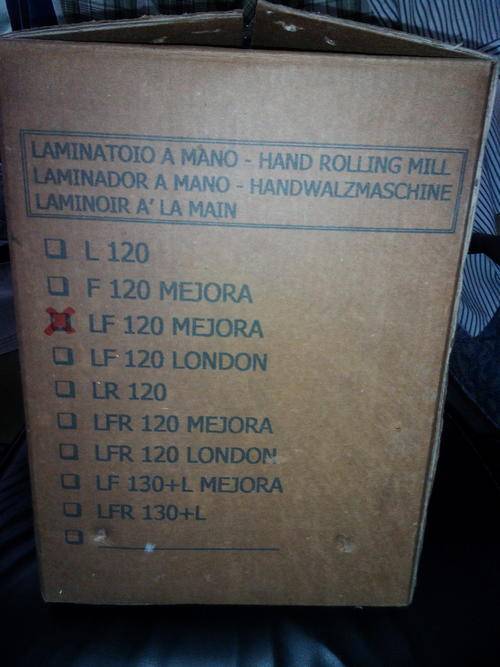 LAMINATOIO A MANO - HAND ROLLING MILL
LAMINADOR A MANO - HANDWALZMASCHINE
LAMINOIR A' LA MAIN
L 120
F 120 MEJORA
LF 120 MEJORA
LF 120 LONDON
LR 120
LFR 120 MEJORA
LFR 120 LONDON
LF 130+L MEJORA
LFR 130+L